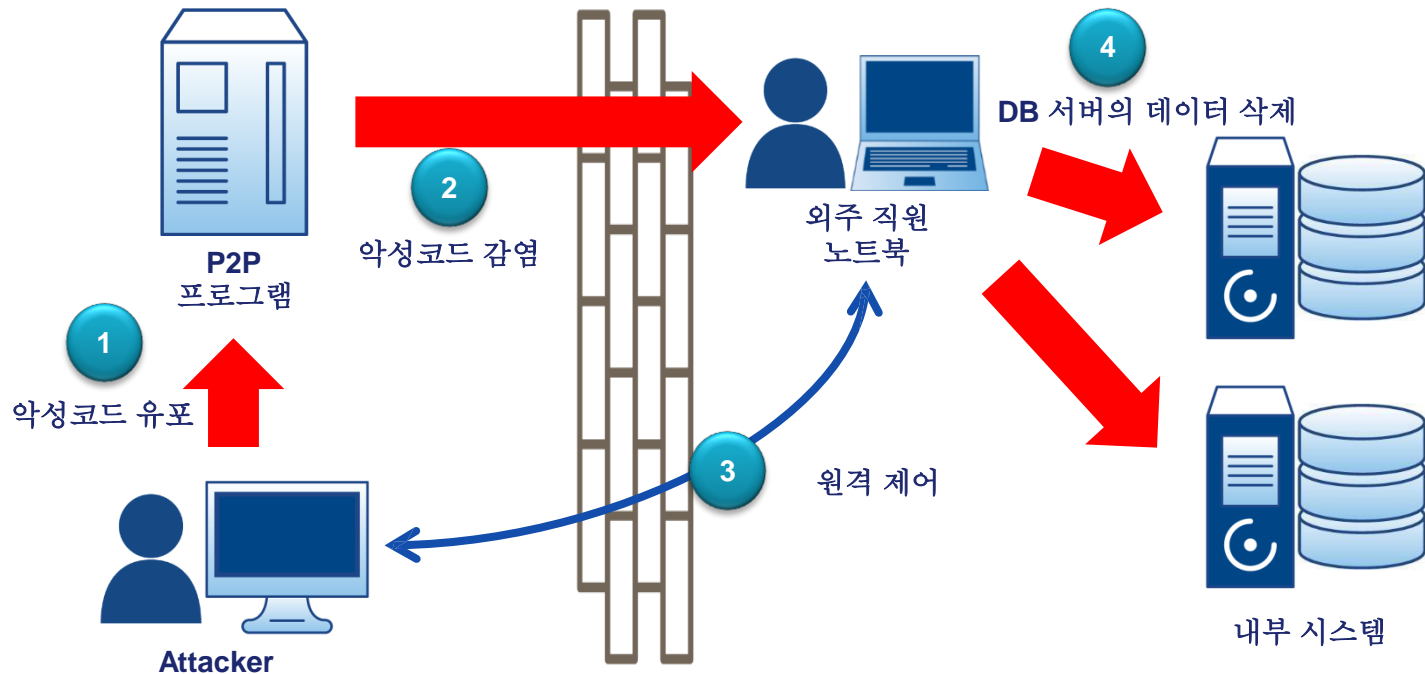 4
DB 서버의 데이터 삭제
2
악성코드 감염
외주 직원
노트북
P2P
프로그램
1
악성코드 유포
3
원격 제어
내부 시스템
Attacker